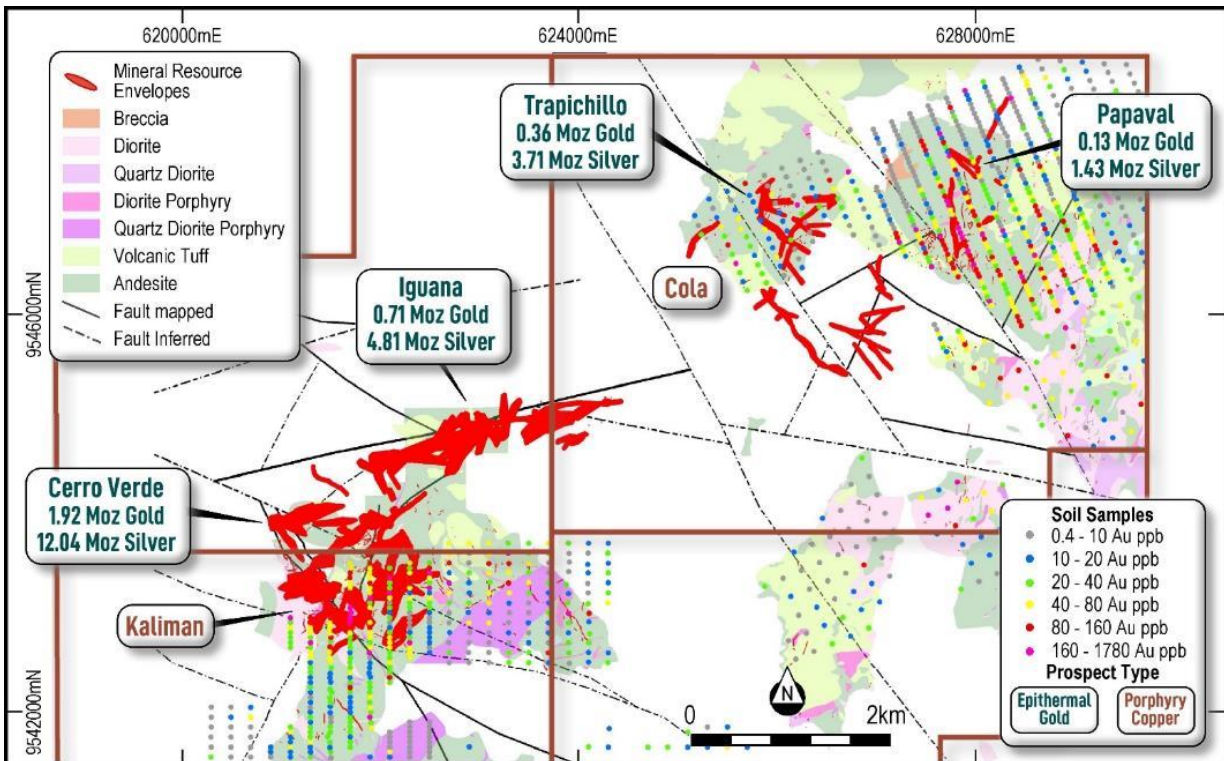 620000mE
624000mE
628000mE
Mineral Resource
Envelopes
Breccia
Diorite
Quartz Diorite
Diorite Porphyry
Quartz Diorite Porphyry
Volcanic Tuff
Andesite
Fault mapped
Fault Inferred
Trapichillo
0.36 Moz Gold
3.71 Moz Silver
Papaval
0.13 Moz Gold
1.43 Moz Silver
Cola
Iguana
0.71 Moz Gold
4.81 Moz Silver
9546000mN
Cerro Verde
1.92 Moz Gold
12.04 Moz Silver
Kaliman
9542000mN
N
0
2km
Soil Samples
0.4 - 10 Au ppb
10 - 20 Au ppb
20 - 40 Au ppb
40 - 80 Au ppb
80 - 160 Au ppb
160 - 1780 Au ppb
Prospect Type
Epithermal
Gold
Porphyry
Copper